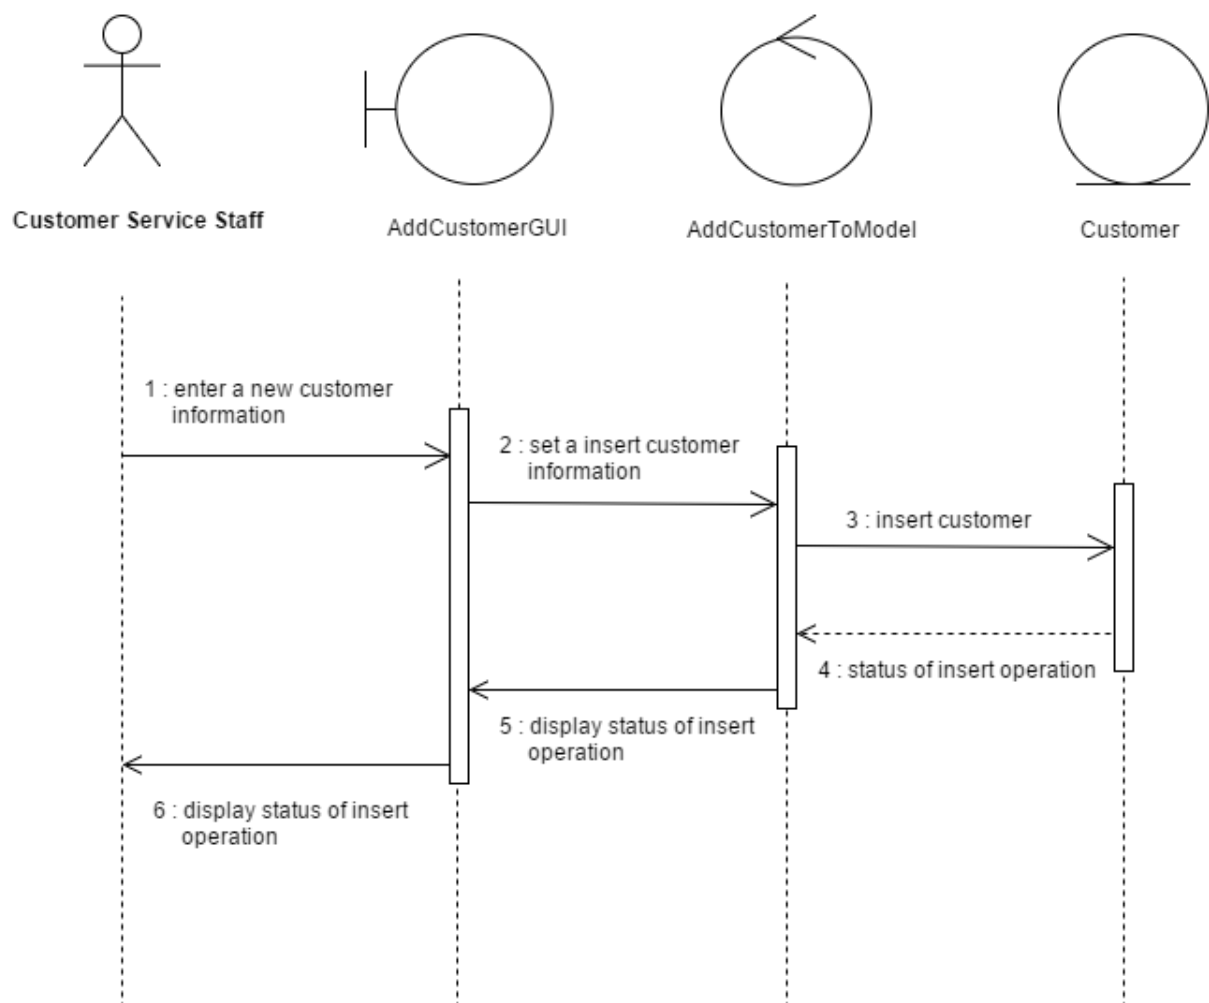 Customer Service Staff
AddCustomerGUI
AddCustomerToModel
Customer
1 : enter a new customer
information
2 : set a insert customer
information
3 : insert customer
4 : status of insert operation
5 : display status of insert
operation
6 : display status of insert
operation